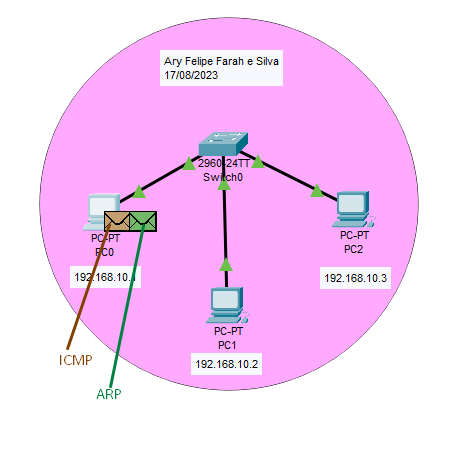 Ary Felipe Farah e Silva
17/08/2023
2960-24TT
Switch0
PC-PT
PC0
PC-PT
PC2
192.168.10.1
192.168.10.3
PC-PT
PC1
192.168.10.2
ICMP
ARP